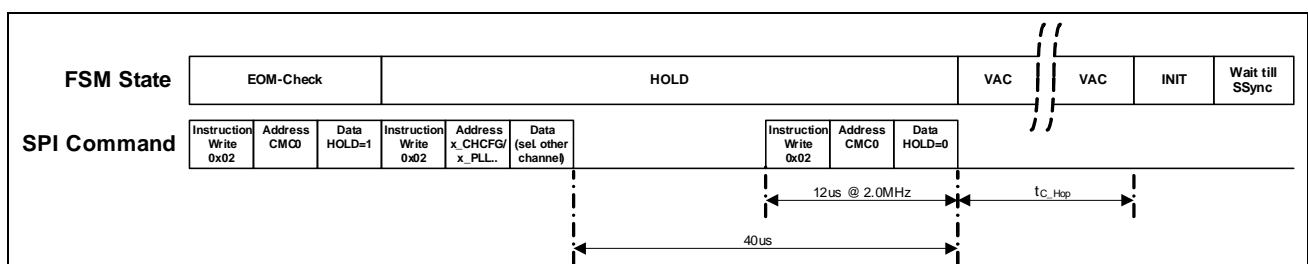 FSM State
EOM-Check
HOLD
VAC
VAC
INIT
Wait till
SSync
SPI Command
Instruction
Write
0x02
Address
CMC0
Data
HOLD=1
Instruction
Write
0x02
Address
x_CHCFG/
x_PLL..
Data
(sel. other
channel)
Instruction
Write
0x02
Address
CMC0
Data
HOLD=0
12us @ 2.0MHz
tC_Hop
40us